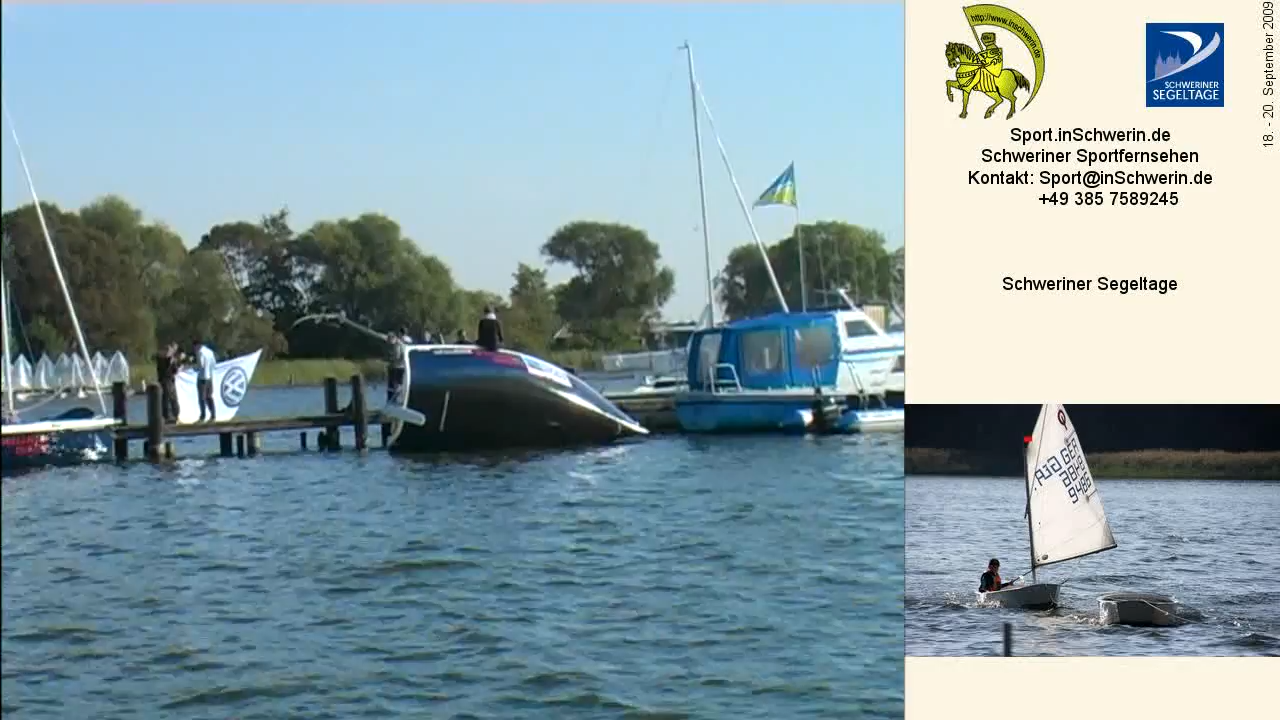 http://www.inschwerin.de
SCHWERINER
SEGELTAGE
18. - 20. September 2009
Sport.inSchwerin.de
Schweriner Sportfernsehen
Kontakt: Sport@inSchwerin.de
+49 385 7589245
Schweriner Segeltage